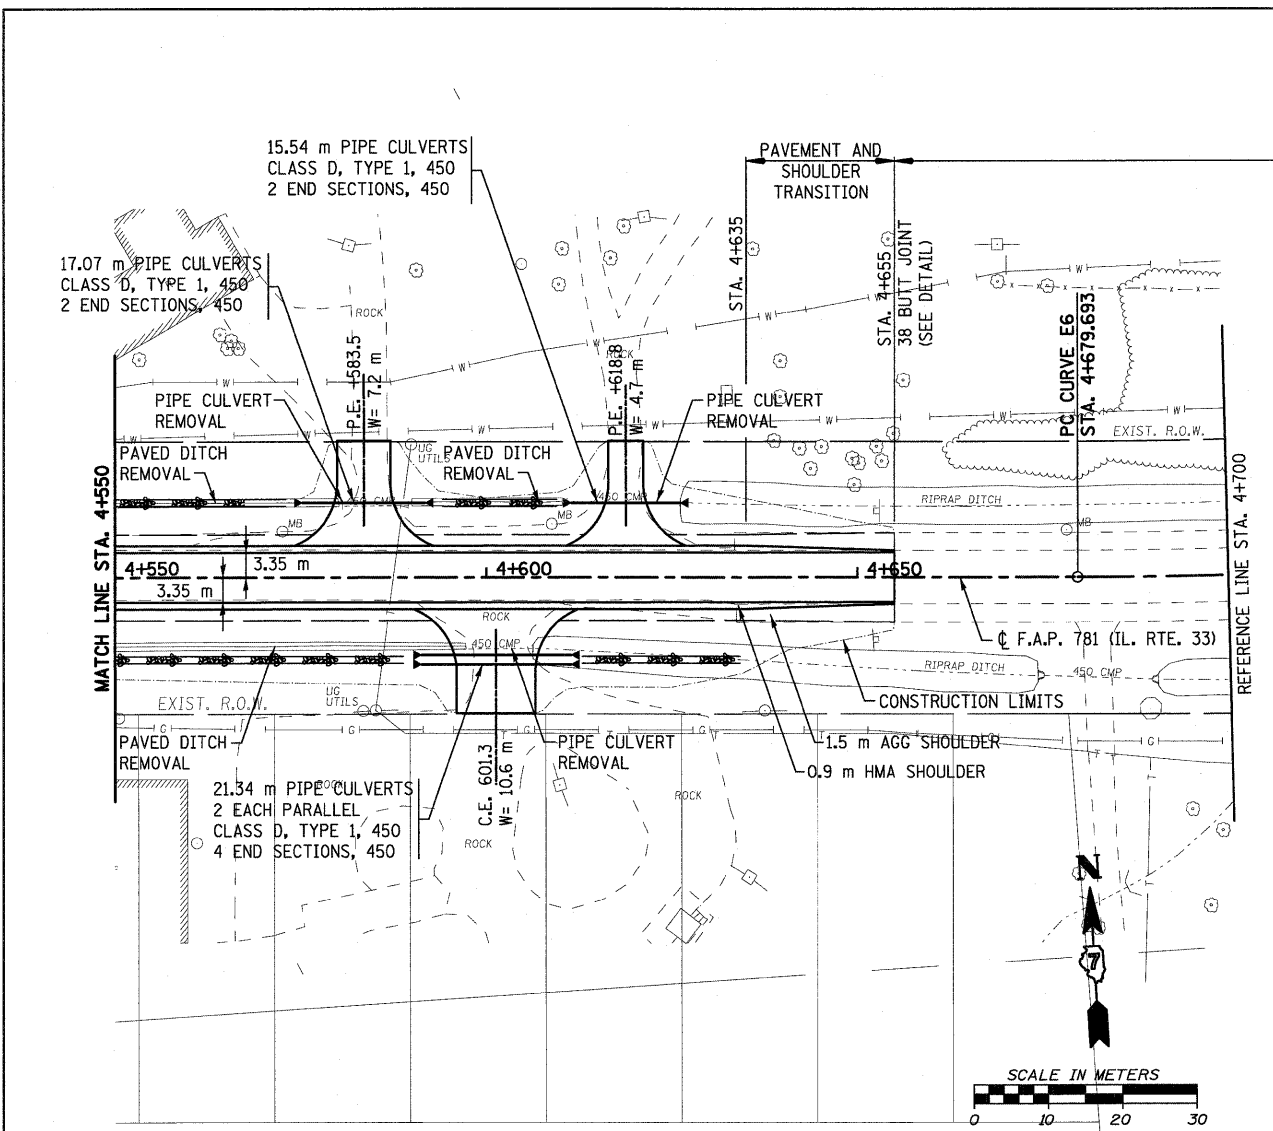 15.54 m PIPE CULVERTS
CLASS D, TYPE 1, 450
2 END SECTIONS, 450
PAVEMENT AND
SHOULDER
TRANSITION
17.07 m PIPE CULVERTS
CLASS D, TYPE 1, 450
2 END SECTIONS, 450
STA. 4+635
STA. 4+655
38 BUTT JOINT
(SEE DETAIL)
PC CURVE E6
STA. 4+679.693
ROCK
ROCK
P.E. +583.5
W= 7.2 m
P.E. +618.8
W= 4.7 m
PIPE CULVERT
REMOVAL
PIPE CULVERT
REMOVAL
EXIST. R.O.W.
PAVED DITCH
REMOVAL
UG
UTILS
PAVED DITCH
REMOVAL
450 CMP
RIPRAP DITCH
MB
MB
MB
MATCH LINE STA. 4+550
REFERENCE LINE STA. 4+700
4+550
3.35 m
3.35 m
4+600
4+650
ROCK
℄ F.A.P. 781 (IL. RTE. 33)
450 CMP
RIPRAP DITCH
450 CMP
EXIST. R.O.W.
UG
UTILS
CONSTRUCTION LIMITS
PAVED DITCH
REMOVAL
C.E. 601.3
W= 10.6 m
PIPE CULVERT
REMOVAL
1.5 m AGG SHOULDER
0.9 m HMA SHOULDER
21.34 m PIPE CULVERTS
2 EACH PARALLEL
CLASS D, TYPE 1, 450
4 END SECTIONS, 450
ROCK
ROCK
ROCK
N
7
SCALE IN METERS
0 10 20 30